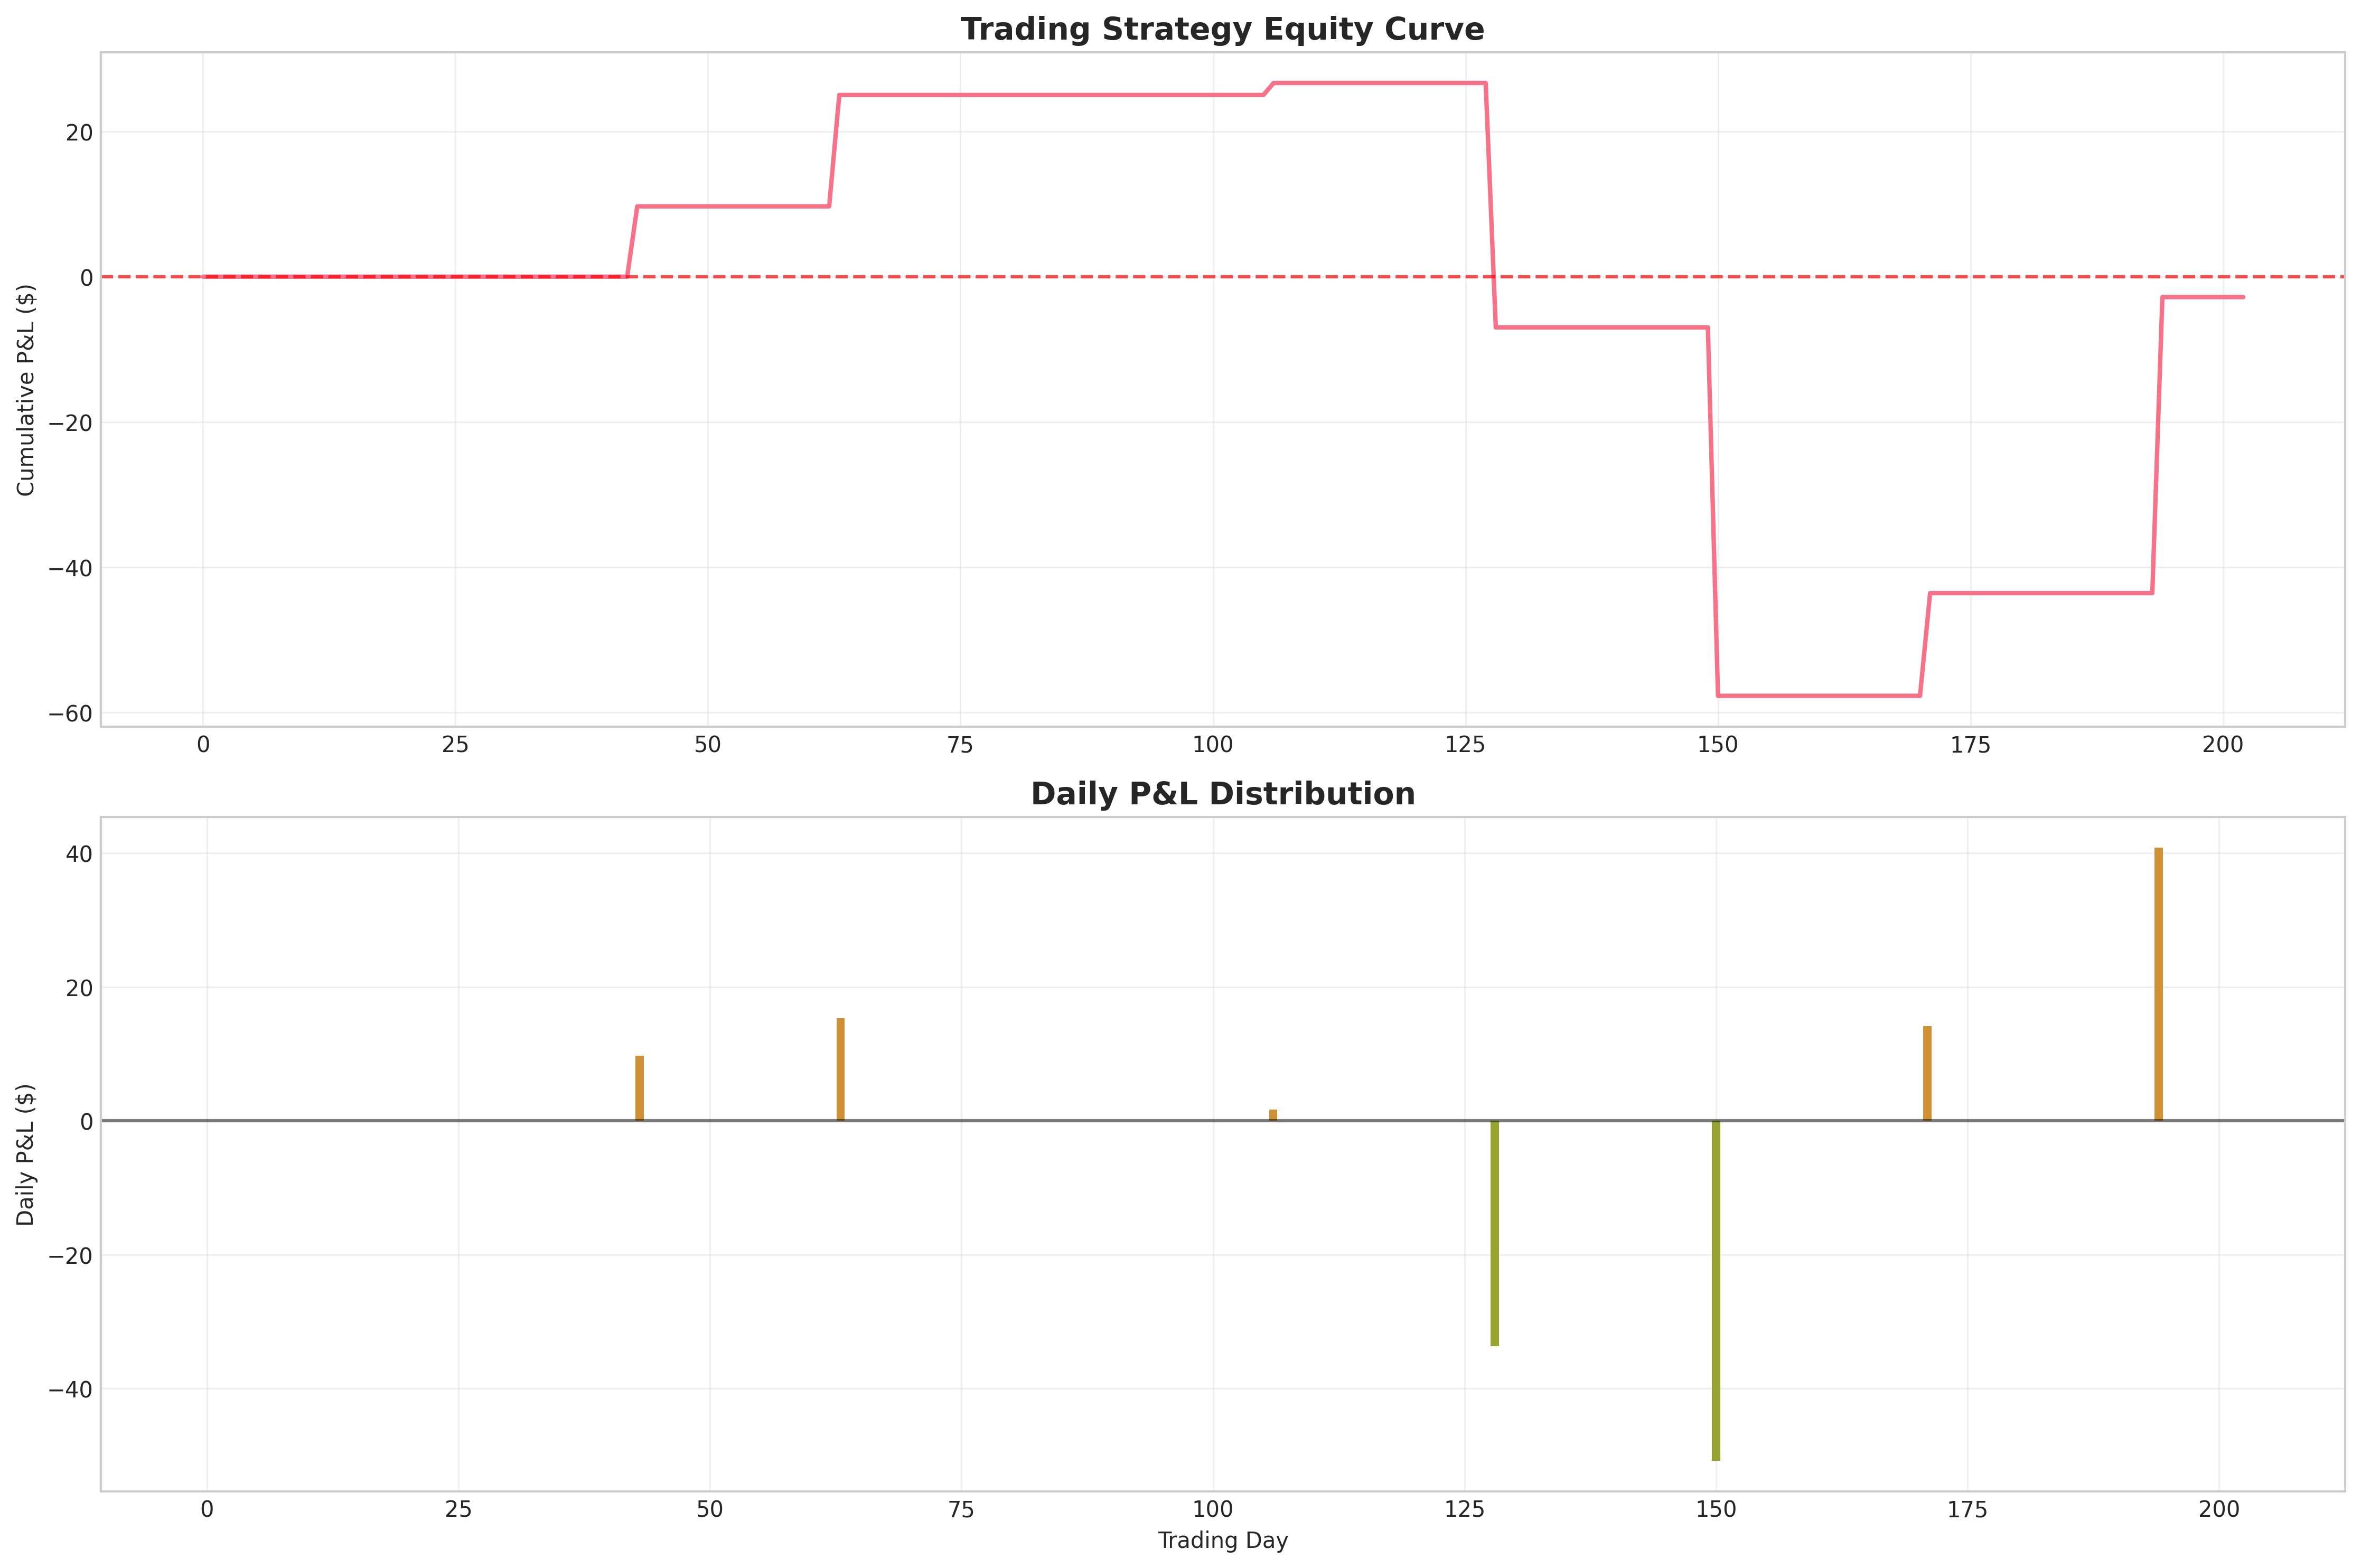 Trading Strategy Equity Curve
Cumulative P&L ($)
20
0
−20
−40
−60
0 25 50 75 100 125 150 175 200
Daily P&L Distribution
Daily P&L ($)
40
20
0
−20
−40
0 25 50 75 100 125 150 175 200
Trading Day